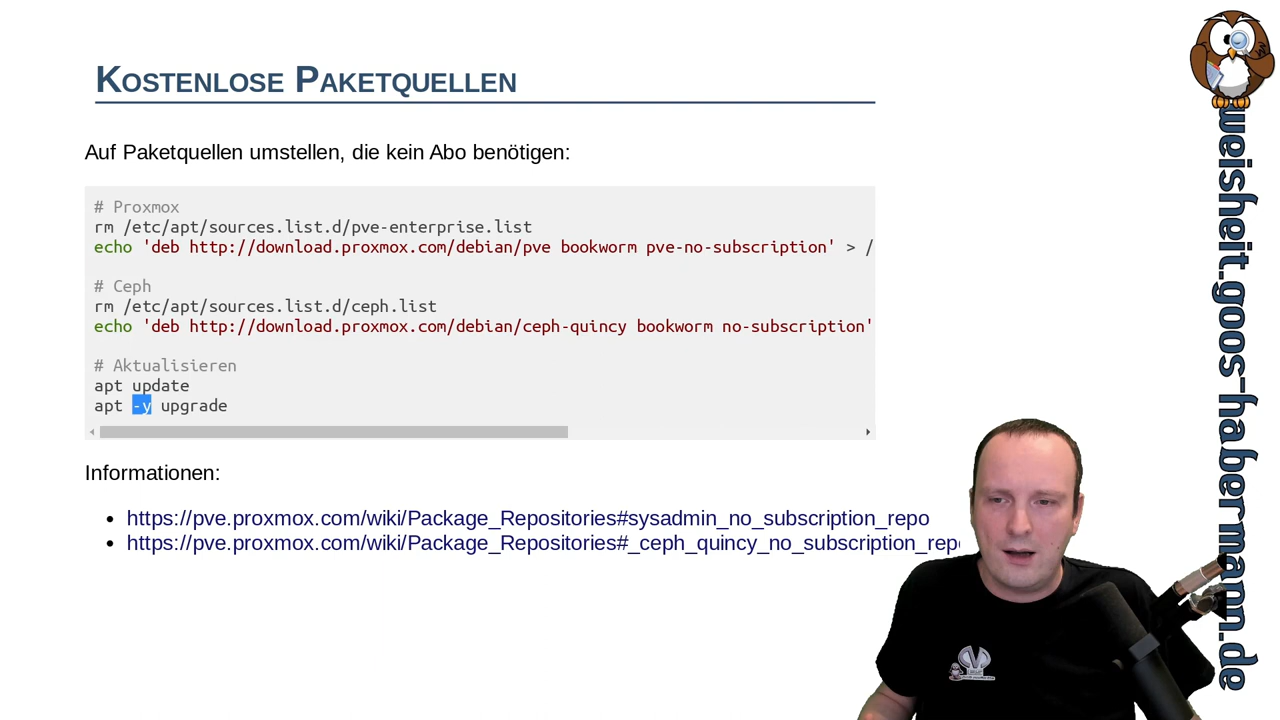 Kostenlose Paketquellen
Auf Paketquellen umstellen, die kein Abo benötigen:
# Proxmox
rm /etc/apt/sources.list.d/pve-enterprise.list
echo 'deb http://download.proxmox.com/debian/pve bookworm pve-no-subscription' > /
# Ceph
rm /etc/apt/sources.list.d/ceph.list
echo 'deb http://download.proxmox.com/debian/ceph-quincy bookworm no-subscription'
# Aktualisieren
apt update
apt -y upgrade
Informationen:
• https://pve.proxmox.com/wiki/Package_Repositories#sysadmin_no_subscription_repo
• https://pve.proxmox.com/wiki/Package_Repositories#_ceph_quincy_no_subscription_repo
weisheit.goos-habermann.de